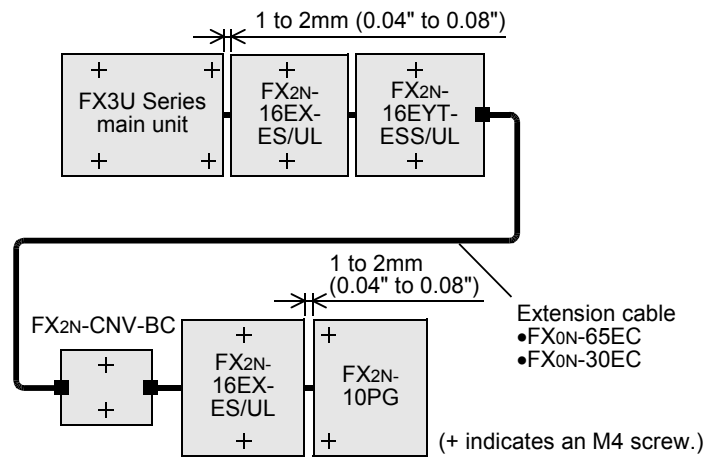 1 to 2mm (0.04" to 0.08")
FX3U Series
main unit
FX2N-
16EX-
ES/UL
FX2N-
16EYT-
ESS/UL
1 to 2mm
(0.04" to 0.08")
Extension cable
•FX0N-65EC
•FX0N-30EC
FX2N-CNV-BC
FX2N-
16EX-
ES/UL
FX2N-
10PG
(+ indicates an M4 screw.)